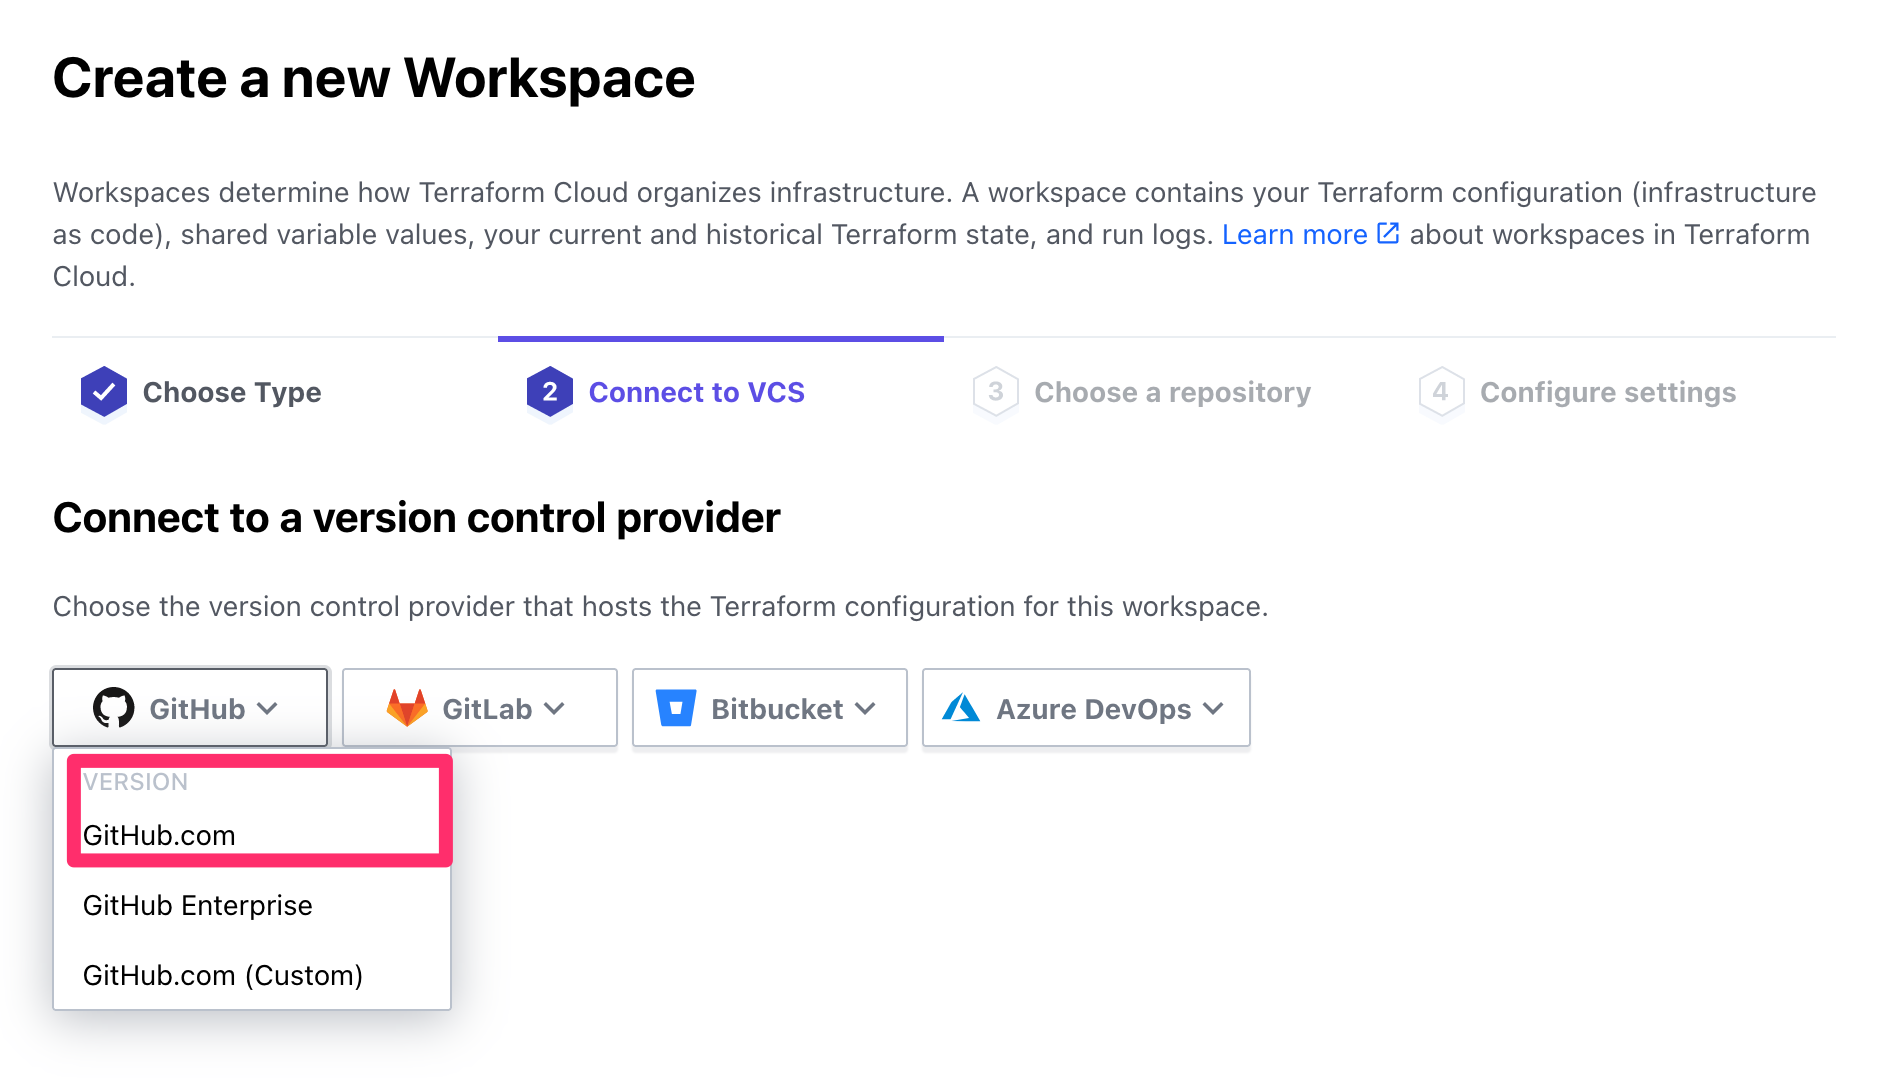 Create a new Workspace
Workspaces determine how Terraform Cloud organizes infrastructure. A workspace contains your Terraform configuration (infrastructure
as code), shared variable values, your current and historical Terraform state, and run logs. Learn more about workspaces in Terraform
Cloud.
Choose Type
2 Connect to VCS
3 Choose a repository
4 Configure settings
Connect to a version control provider
Choose the version control provider that hosts the Terraform configuration for this workspace.
GitHub
GitLab
Bitbucket
Azure DevOps
VERSION
GitHub.com
GitHub Enterprise
GitHub.com (Custom)